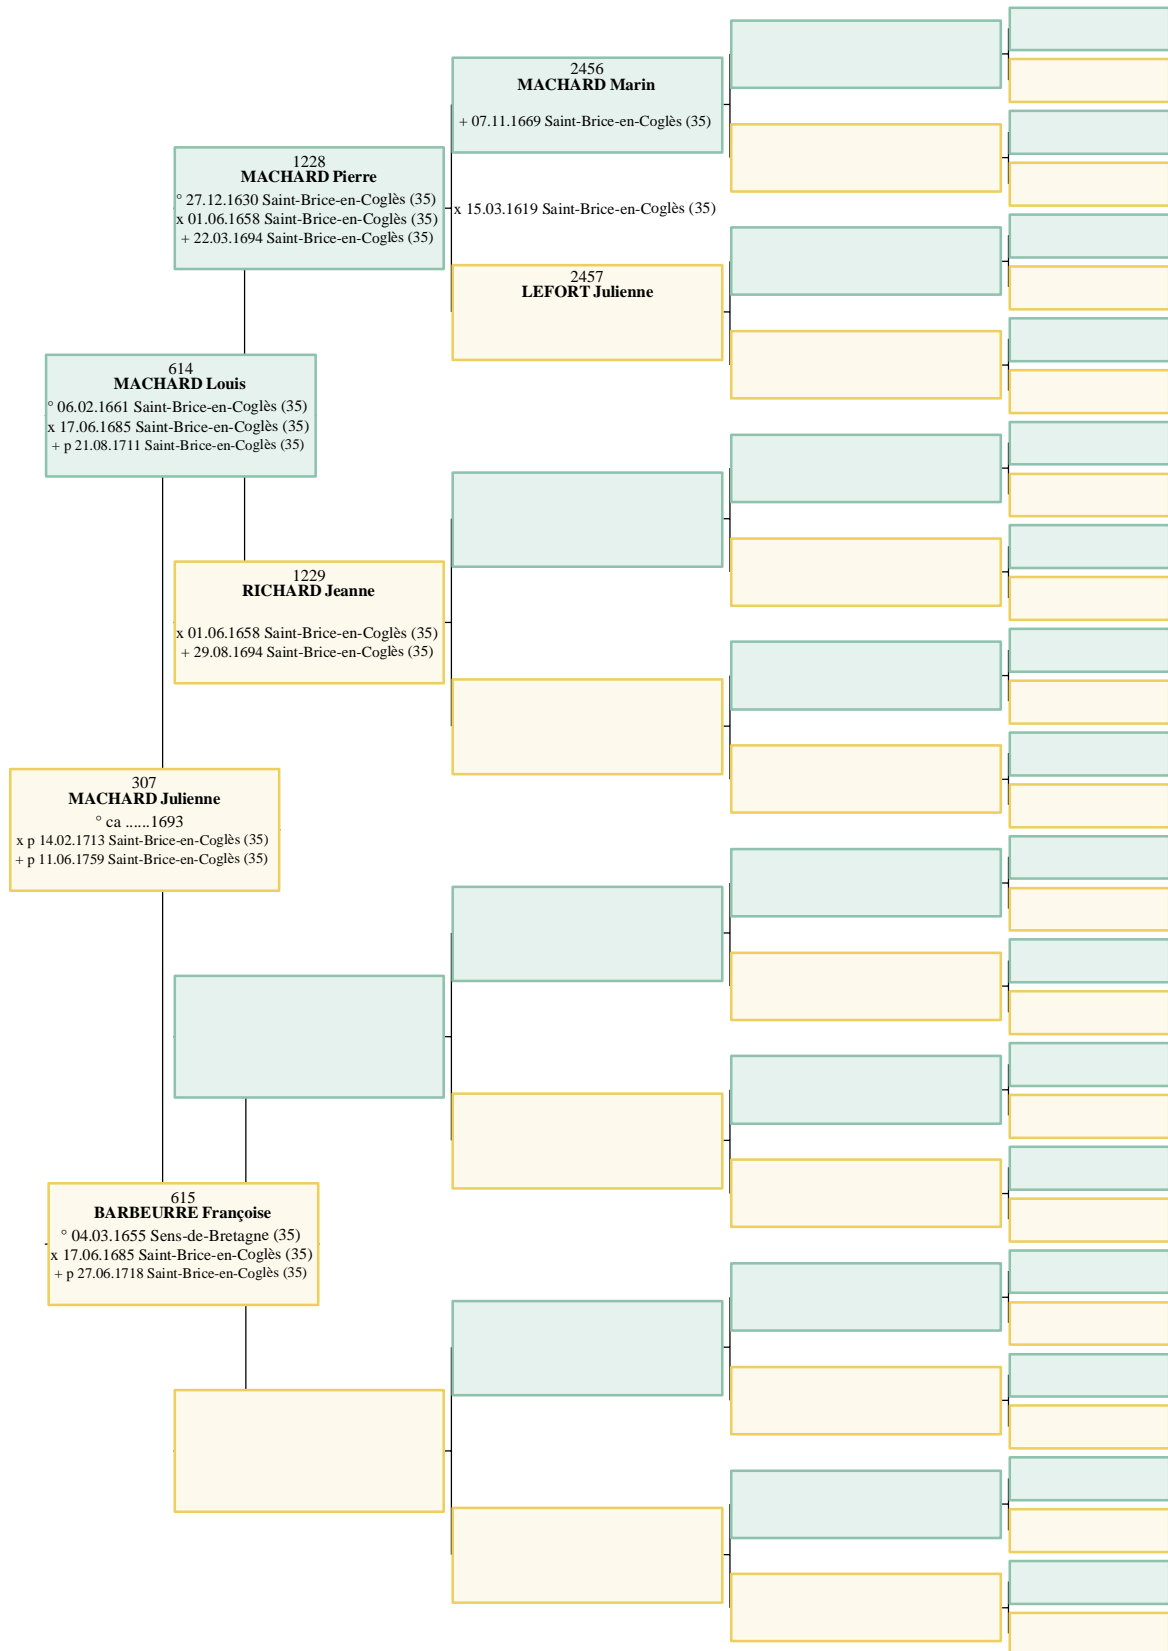 2456
MACHARD Marin
+ 07.11.1669 Saint-Brice-en-Coglès (35)
1228
MACHARD Pierre
° 27.12.1630 Saint-Brice-en-Coglès (35)
x 01.06.1658 Saint-Brice-en-Coglès (35)
+ 22.03.1694 Saint-Brice-en-Coglès (35)
x 15.03.1619 Saint-Brice-en-Coglès (35)
2457
LEFORT Julienne
614
MACHARD Louis
° 06.02.1661 Saint-Brice-en-Coglès (35)
x 17.06.1685 Saint-Brice-en-Coglès (35)
+ p 21.08.1711 Saint-Brice-en-Coglès (35)
1229
RICHARD Jeanne
x 01.06.1658 Saint-Brice-en-Coglès (35)
+ 29.08.1694 Saint-Brice-en-Coglès (35)
307
MACHARD Julienne
° ca ......1693
x p 14.02.1713 Saint-Brice-en-Coglès (35)
+ p 11.06.1759 Saint-Brice-en-Coglès (35)
615
BARBEURRE Françoise
° 04.03.1655 Sens-de-Bretagne (35)
x 17.06.1685 Saint-Brice-en-Coglès (35)
+ p 27.06.1718 Saint-Brice-en-Coglès (35)